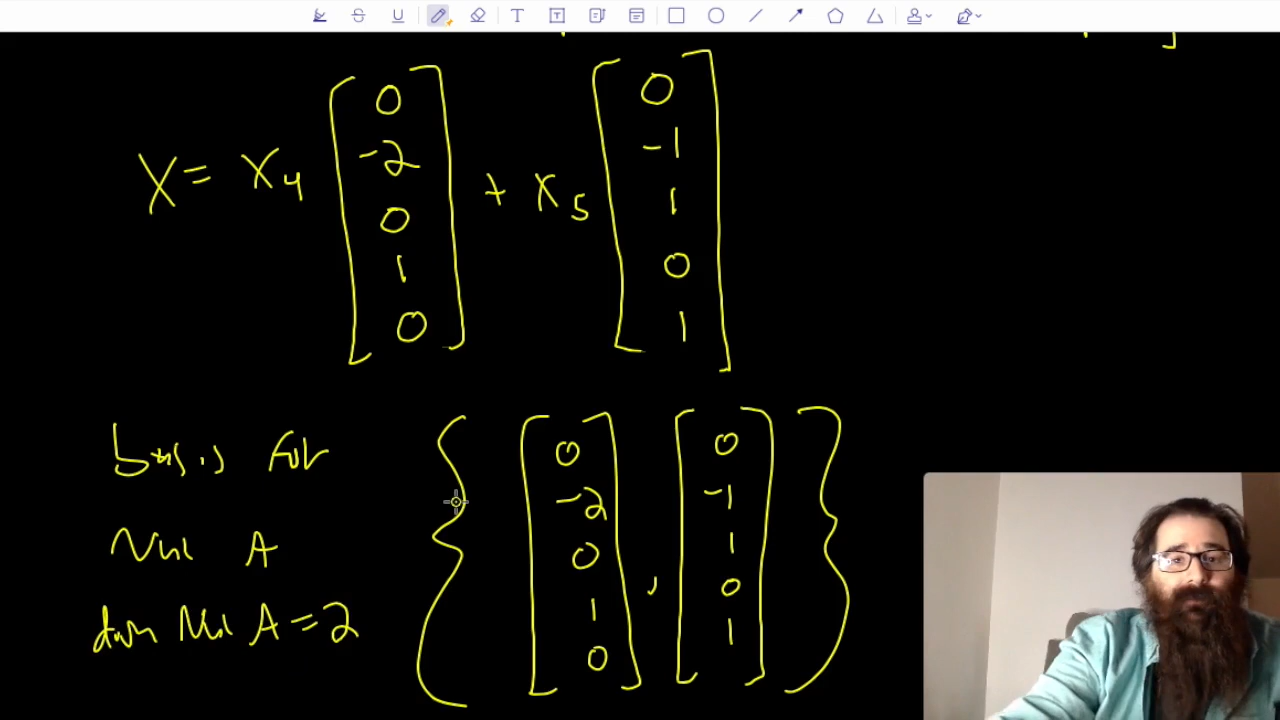 X = X4 [0 -2 0 1 0] + X5 [0 -1 1 0 1]
basis for
Nul A
dim Nul A = 2
{ [0 -2 0 1 0] , [0 -1 1 0 1] }